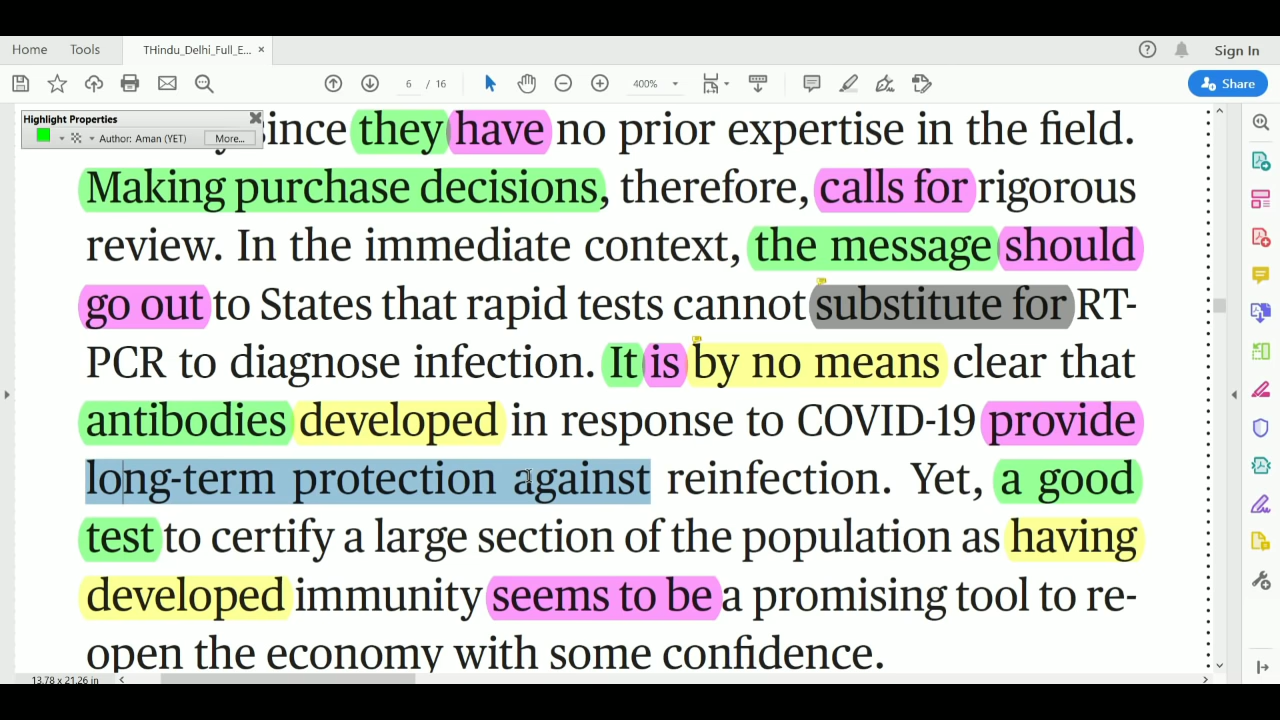 Home Tools THindu_Delhi_Full_E... × Sign In
6 / 16 400% Share
Highlight Properties
Author: Aman (YET) More...
since they have no prior expertise in the field.
Making purchase decisions, therefore, calls for rigorous
review. In the immediate context, the message should
go out to States that rapid tests cannot substitute for RT-
PCR to diagnose infection. It is by no means clear that
antibodies developed in response to COVID-19 provide
long-term protection against reinfection. Yet, a good
test to certify a large section of the population as having
developed immunity seems to be a promising tool to re-
open the economy with some confidence.
13.78 x 21.26 in